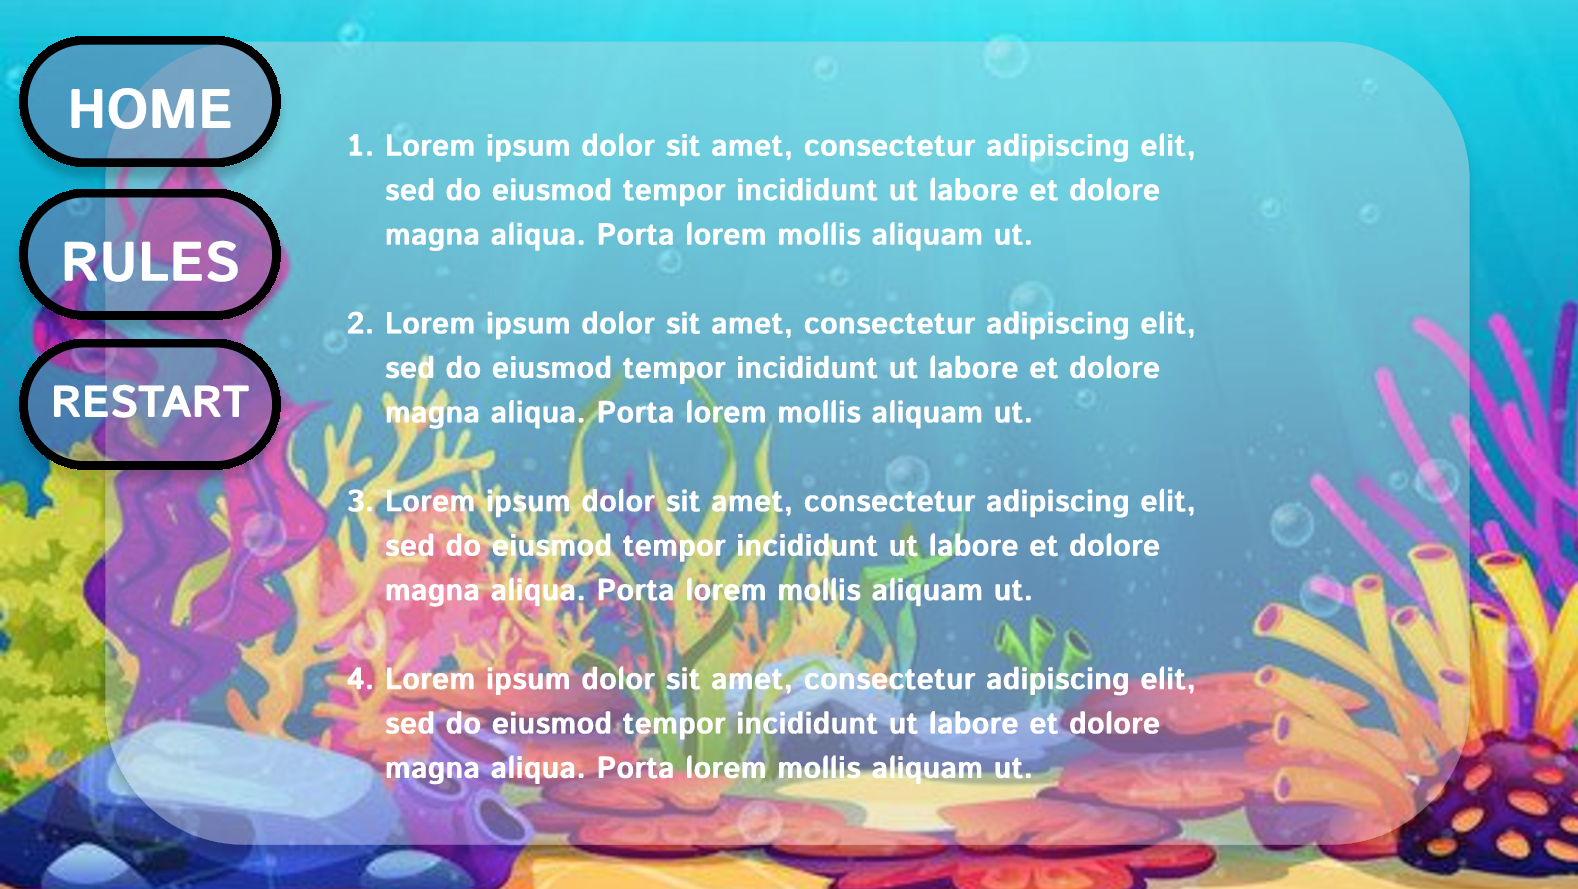 HOME
RULES
RESTART
1. Lorem ipsum dolor sit amet, consectetur adipiscing elit,
sed do eiusmod tempor incididunt ut labore et dolore
magna aliqua. Porta lorem mollis aliquam ut.
2. Lorem ipsum dolor sit amet, consectetur adipiscing elit,
sed do eiusmod tempor incididunt ut labore et dolore
magna aliqua. Porta lorem mollis aliquam ut.
3. Lorem ipsum dolor sit amet, consectetur adipiscing elit,
sed do eiusmod tempor incididunt ut labore et dolore
magna aliqua. Porta lorem mollis aliquam ut.
4. Lorem ipsum dolor sit amet, consectetur adipiscing elit,
sed do eiusmod tempor incididunt ut labore et dolore
magna aliqua. Porta lorem mollis aliquam ut.